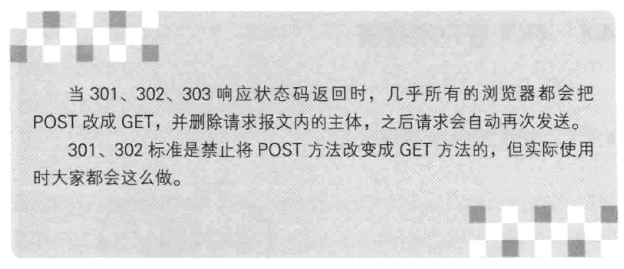 当 301、302、303 响应状态码返回时，几乎所有的浏览器都会把
POST 改成 GET，并删除请求报文内的主体，之后请求会自动再次发送。
301、302 标准是禁止将 POST 方法改变成 GET 方法的，但实际使用
时大家都会这么做。